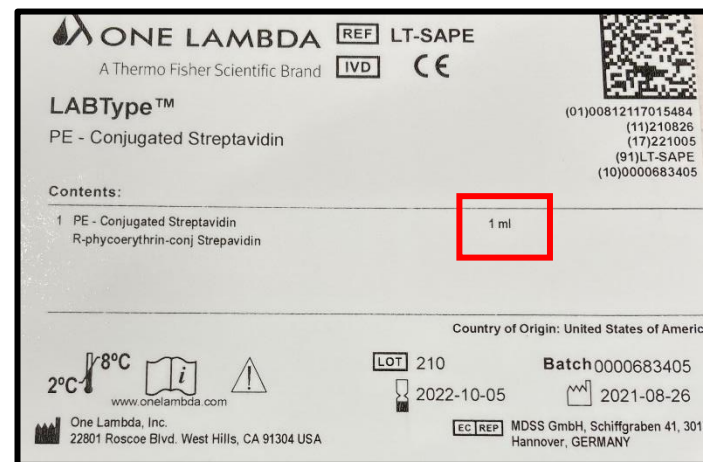 ONE LAMBDA REF LT-SAPE
A Thermo Fisher Scientific Brand IVD CE
LABType™
PE - Conjugated Streptavidin
(01)00812117015484
(11)210826
(17)221005
(91)LT-SAPE
(10)0000683405
Contents:
1 PE - Conjugated Streptavidin 1 ml
R-phycoerythrin-conj Strepavidin
Country of Origin: United States of Americ
2°C 8°C i
www.onelambda.com
LOT 210 Batch 0000683405
2022-10-05 2021-08-26
One Lambda, Inc.
22801 Roscoe Blvd. West Hills, CA 91304 USA
EC REP MDSS GmbH, Schiffgraben 41, 301
Hannover, GERMANY